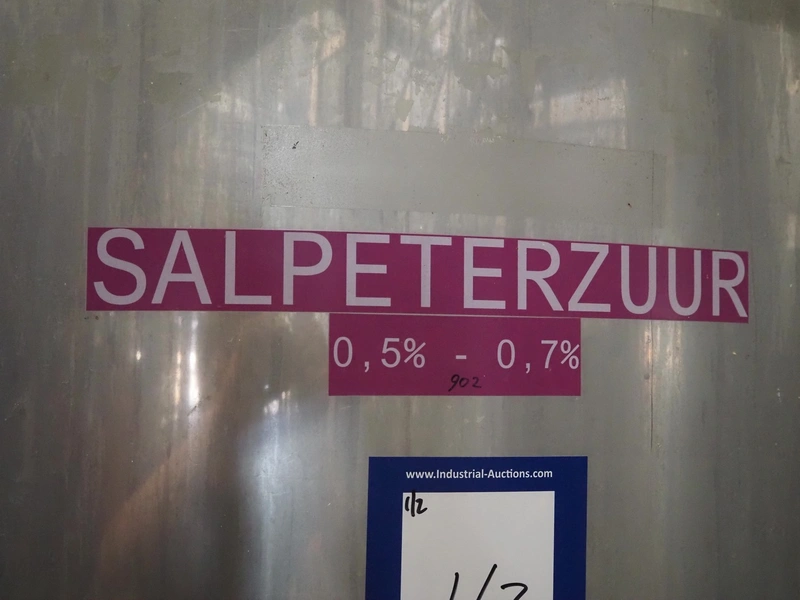 SALPETERZUUR
0,5% - 0,7%
902
www.Industrial-Auctions.com
1/2